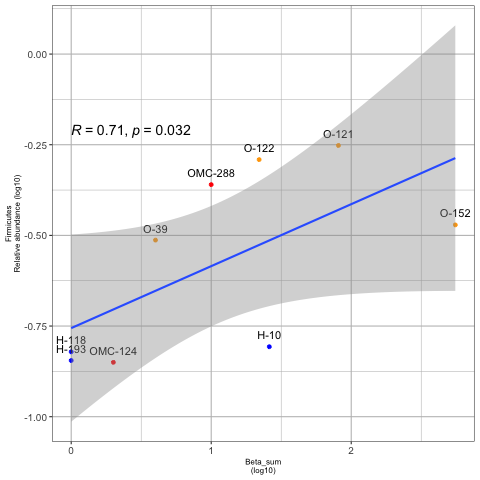 0.00
-0.25
-0.50
-0.75
-1.00
Firmicutes
Relative abundance (log10)
R = 0.71, p = 0.032
O-121
O-122
OMC-288
O-152
O-39
H-10
H-118
H-193
OMC-124
0
1
2
Beta_sum
(log10)